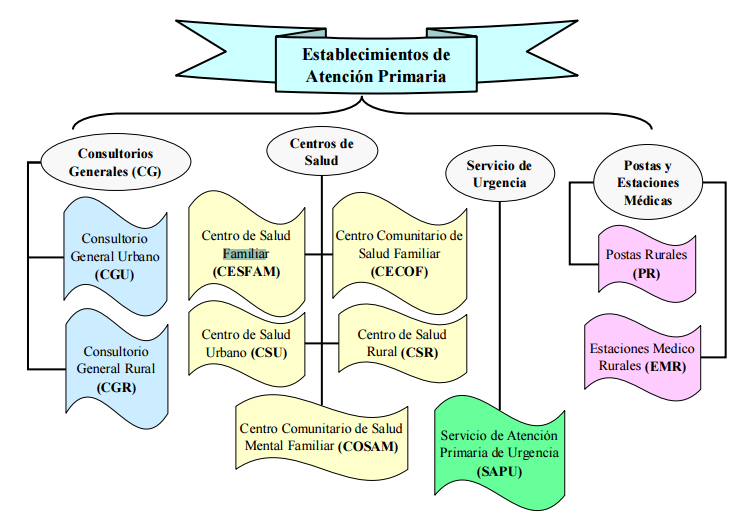 Establecimientos de
Atención Primaria
Consultorios
Generales (CG)
Centros de
Salud
Servicio de
Urgencia
Postas y
Estaciones
Médicas
Consultorio
General Urbano
(CGU)
Consultorio
General Rural
(CGR)
Centro de Salud
Familiar
(CESFAM)
Centro Comunitario de
Salud Familiar
(CECOF)
Centro de Salud
Urbano (CSU)
Centro de Salud
Rural (CSR)
Centro Comunitario de Salud
Mental Familiar (COSAM)
Servicio de Atención
Primaria de Urgencia
(SAPU)
Postas Rurales
(PR)
Estaciones Medico
Rurales (EMR)